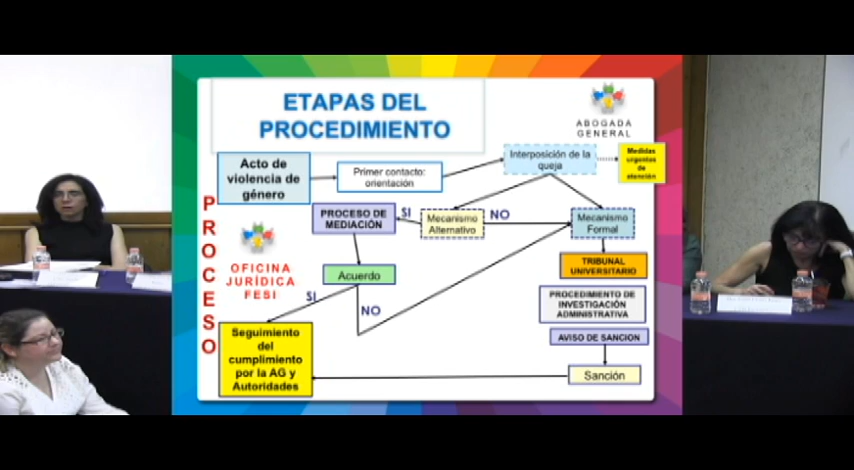 ETAPAS DEL
PROCEDIMIENTO
ABOGADA
GENERAL
Acto de
violencia de
género
Primer contacto:
orientación
Interposición de la
queja
Medidas
urgentes de
atención
PROCESO
PROCESO DE
MEDIACIÓN
SI
Mecanismo
Alternativo
NO
Mecanismo
Formal
OFICINA
JURÍDICA
FESI
Acuerdo
TRIBUNAL
UNIVERSITARIO
SI
NO
PROCEDIMIENTO DE
INVESTIGACIÓN
ADMINISTRATIVA
Seguimiento
del
cumplimiento
por la AG y
Autoridades
AVISO DE SANCION
Sanción